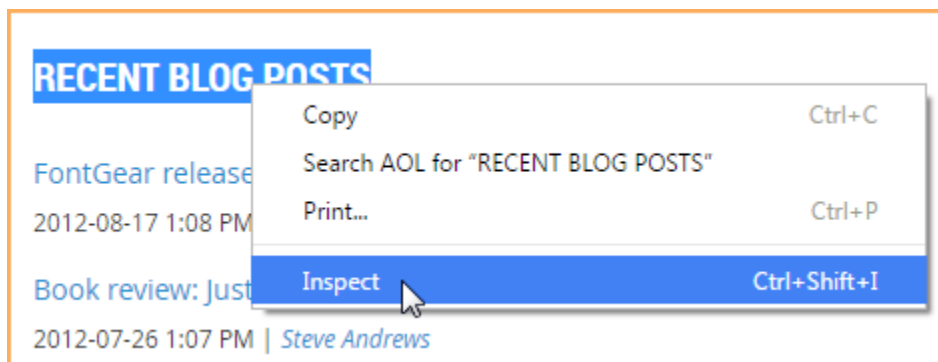 RECENT BLOG POSTS
Copy Ctrl+C
Search AOL for “RECENT BLOG POSTS”
FontGear release
Print... Ctrl+P
2012-08-17 1:08 PM
Inspect Ctrl+Shift+I
Book review: Just
2012-07-26 1:07 PM | Steve Andrews